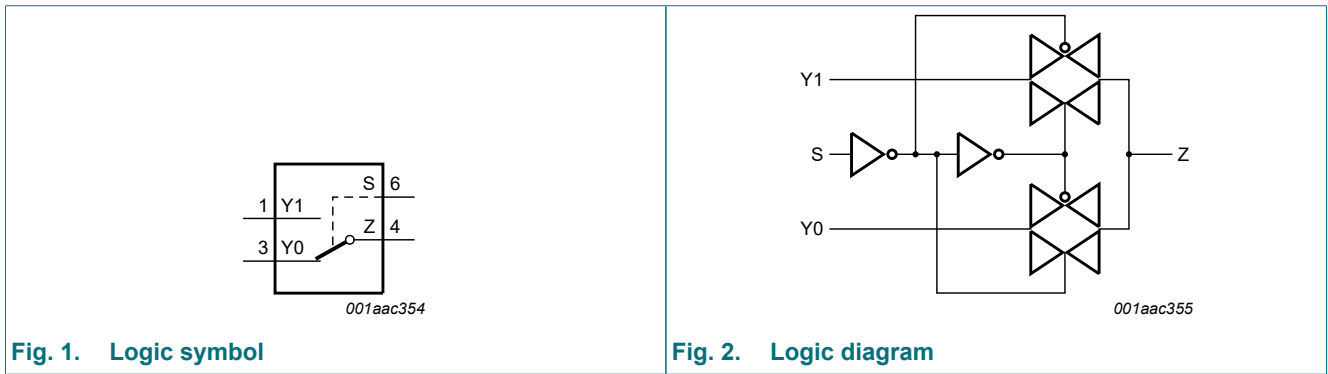 S 6
1 Y1
Z 4
3 Y0
001aac354
Fig. 1. Logic symbol
Y1
S
Z
Y0
001aac355
Fig. 2. Logic diagram